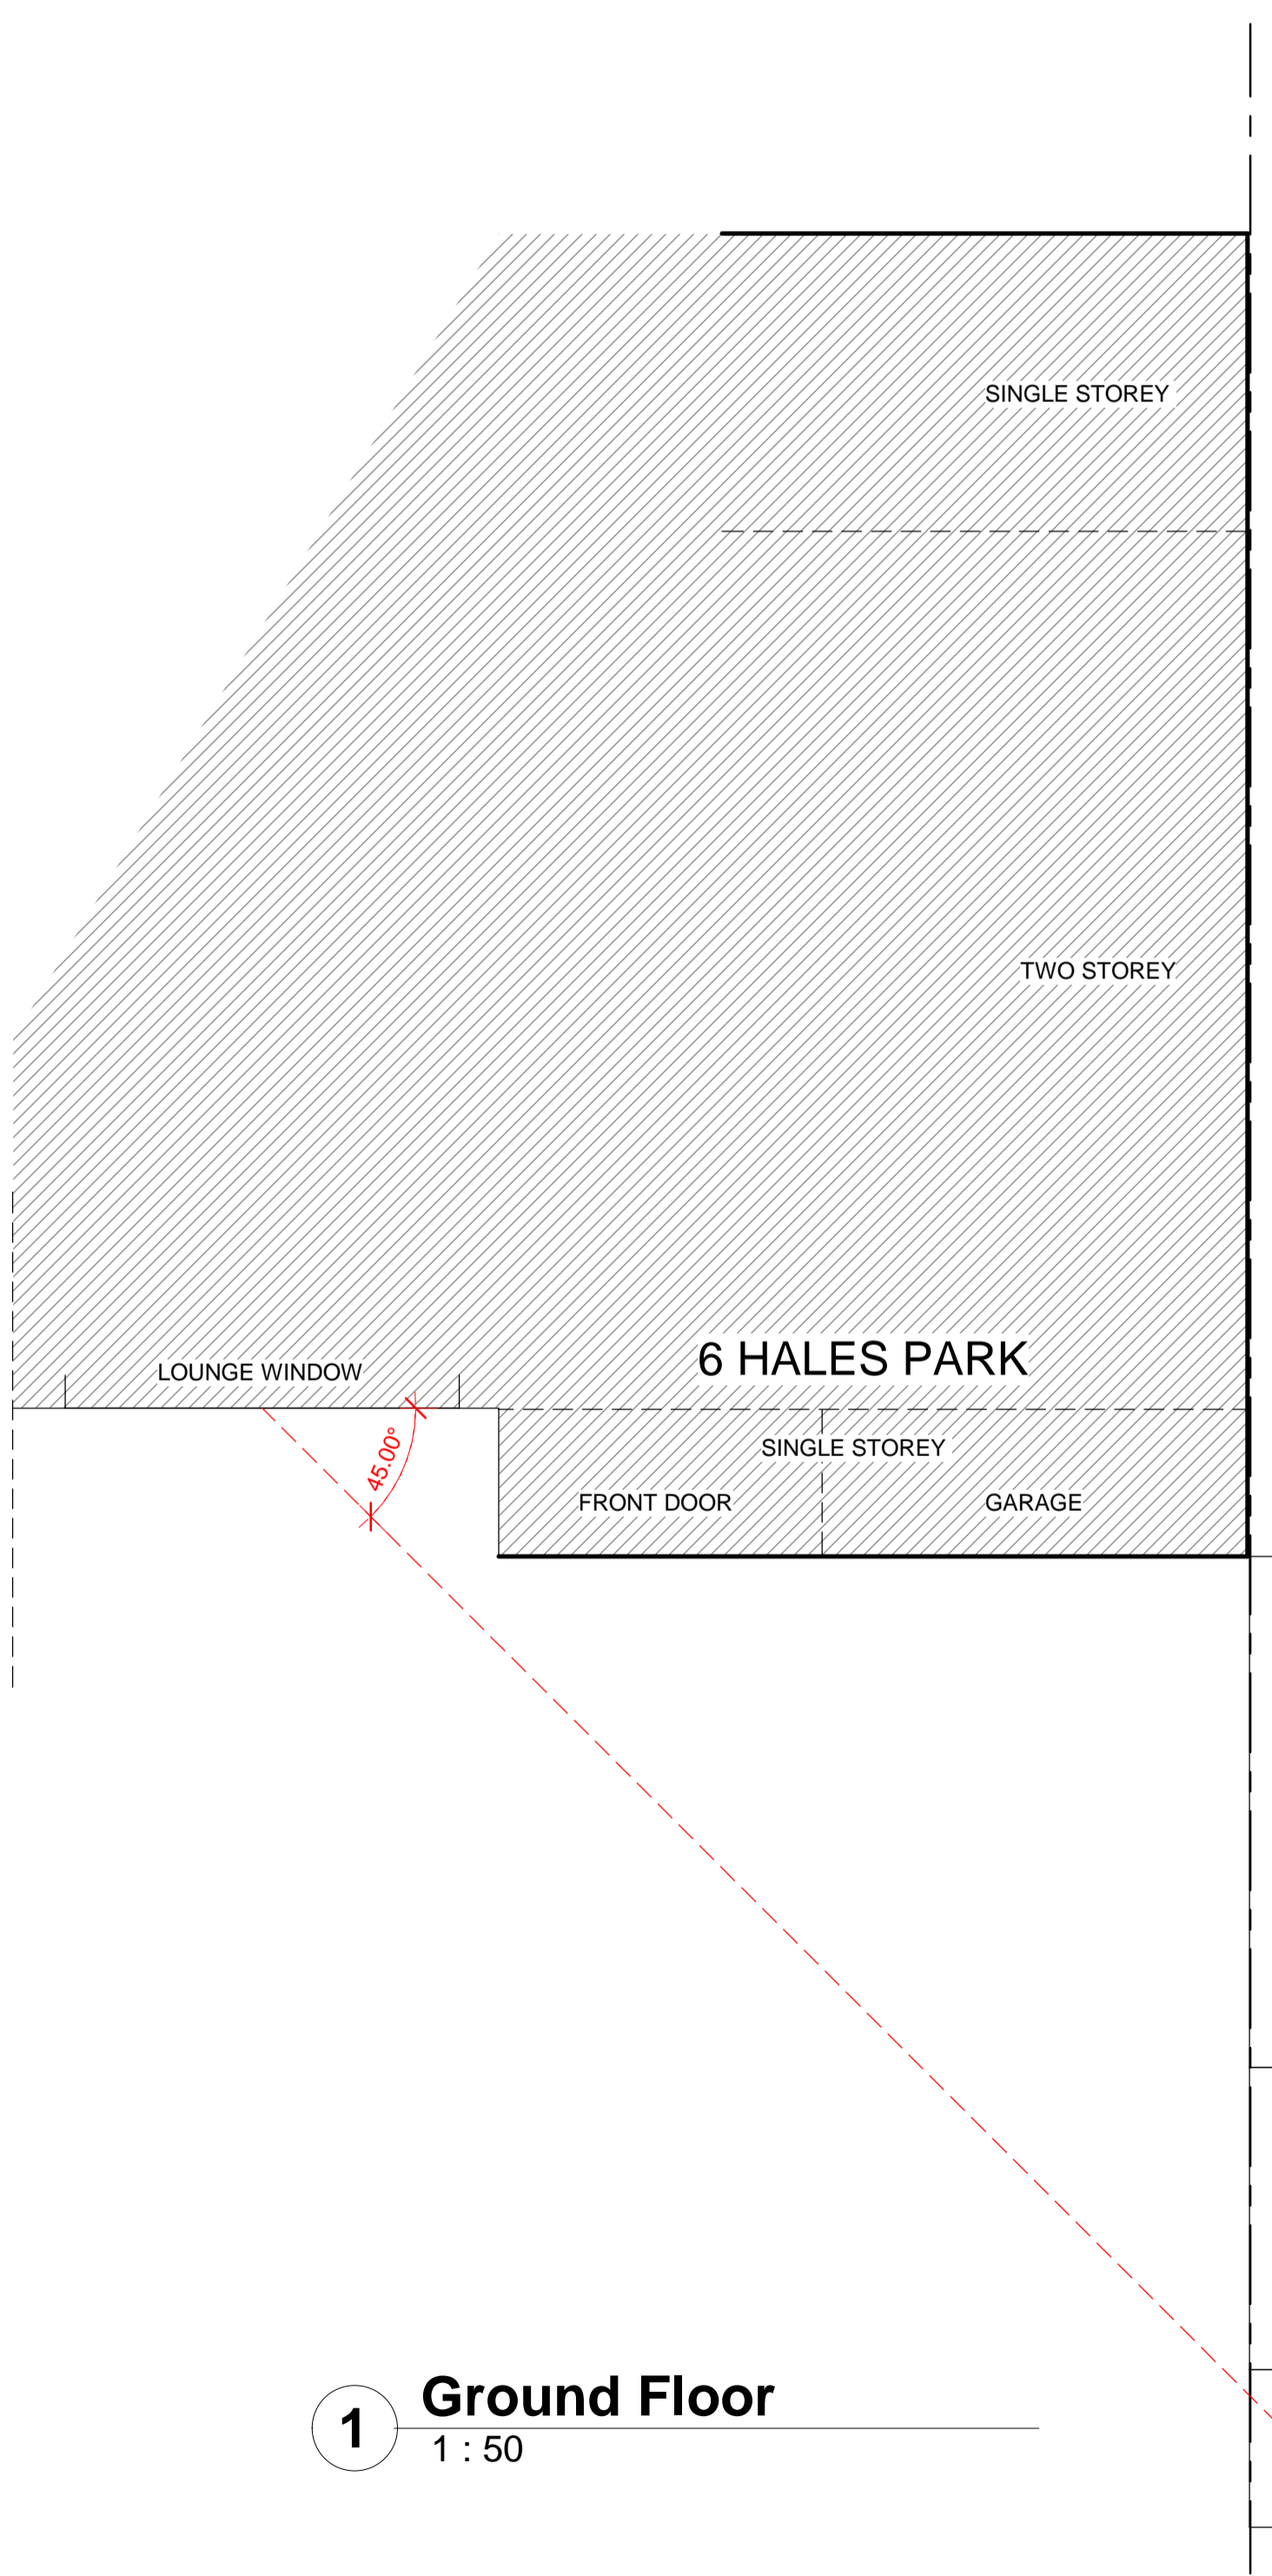 SINGLE STOREY
TWO STOREY
6 HALES PARK
LOUNGE WINDOW
45.00°
SINGLE STOREY
FRONT DOOR
GARAGE
1
Ground Floor
1 : 50